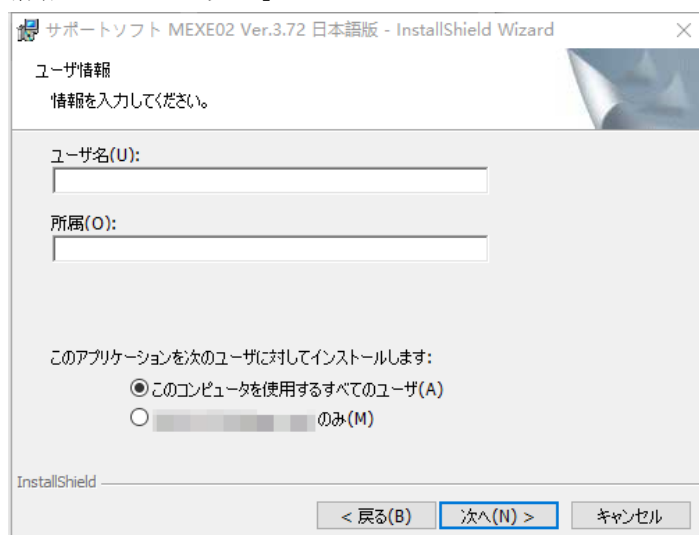 サポートソフト MEXE02 Ver.3.72 日本語版 - InstallShield Wizard
ユーザ情報
情報を入力してください。
ユーザ名(U):
所属(O):
このアプリケーションを次のユーザに対してインストールします:
このコンピュータを使用するすべてのユーザ(A)
のみ(M)
InstallShield
< 戻る(B)
次へ(N) >
キャンセル